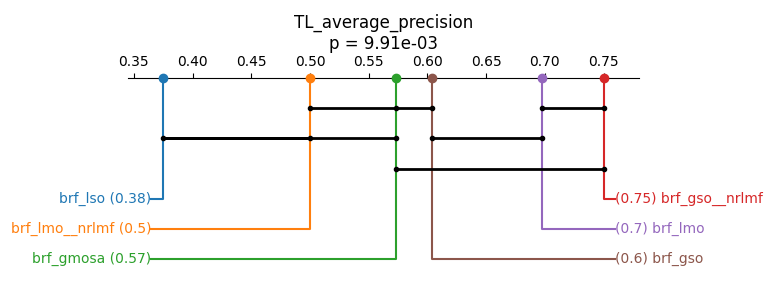 TL_average_precision
p = 9.91e-03
0.35 0.40 0.45 0.50 0.55 0.60 0.65 0.70 0.75
brf_lso (0.38) (0.75) brf_gso__nrlmf
brf_lmo__nrlmf (0.5) (0.7) brf_lmo
brf_gmosa (0.57) (0.6) brf_gso